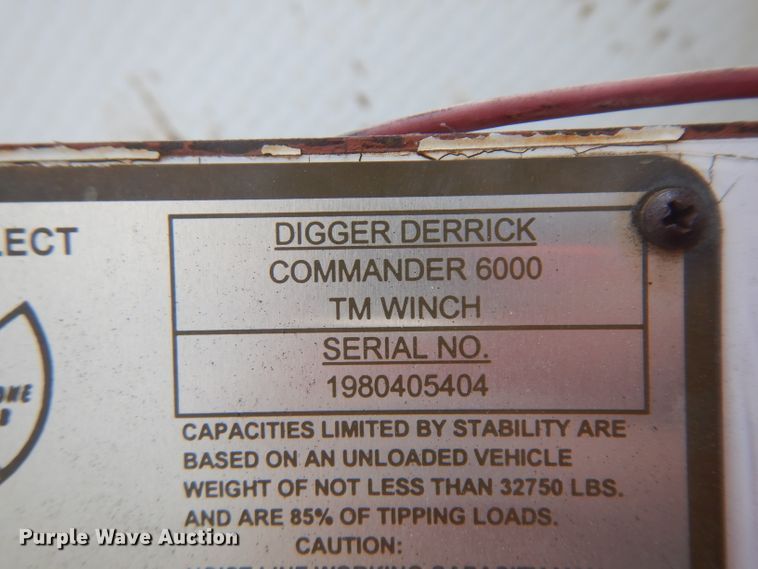 LECT
DIGGER DERRICK
COMMANDER 6000
TM WINCH
SERIAL NO.
1980405404
CAPACITIES LIMITED BY STABILITY ARE
BASED ON AN UNLOADED VEHICLE
WEIGHT OF NOT LESS THAN 32750 LBS.
AND ARE 85% OF TIPPING LOADS.
CAUTION:
Purple Wave Auction